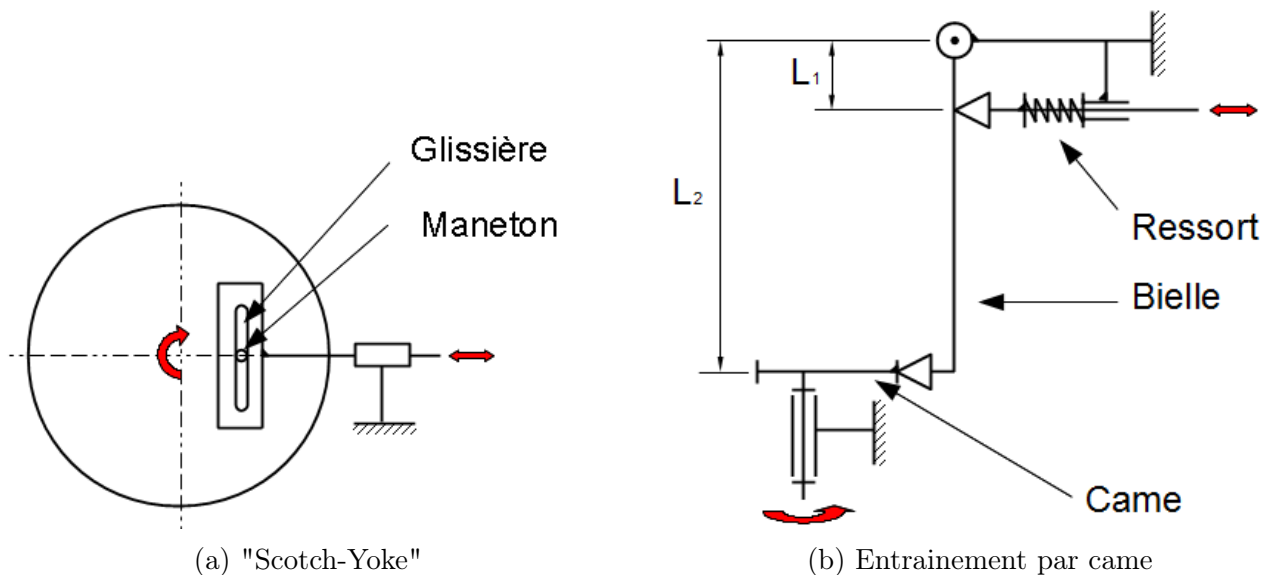 Glissière
Maneton
(a) "Scotch-Yoke"
L1
L2
Ressort
Bielle
Came
(b) Entrainement par came